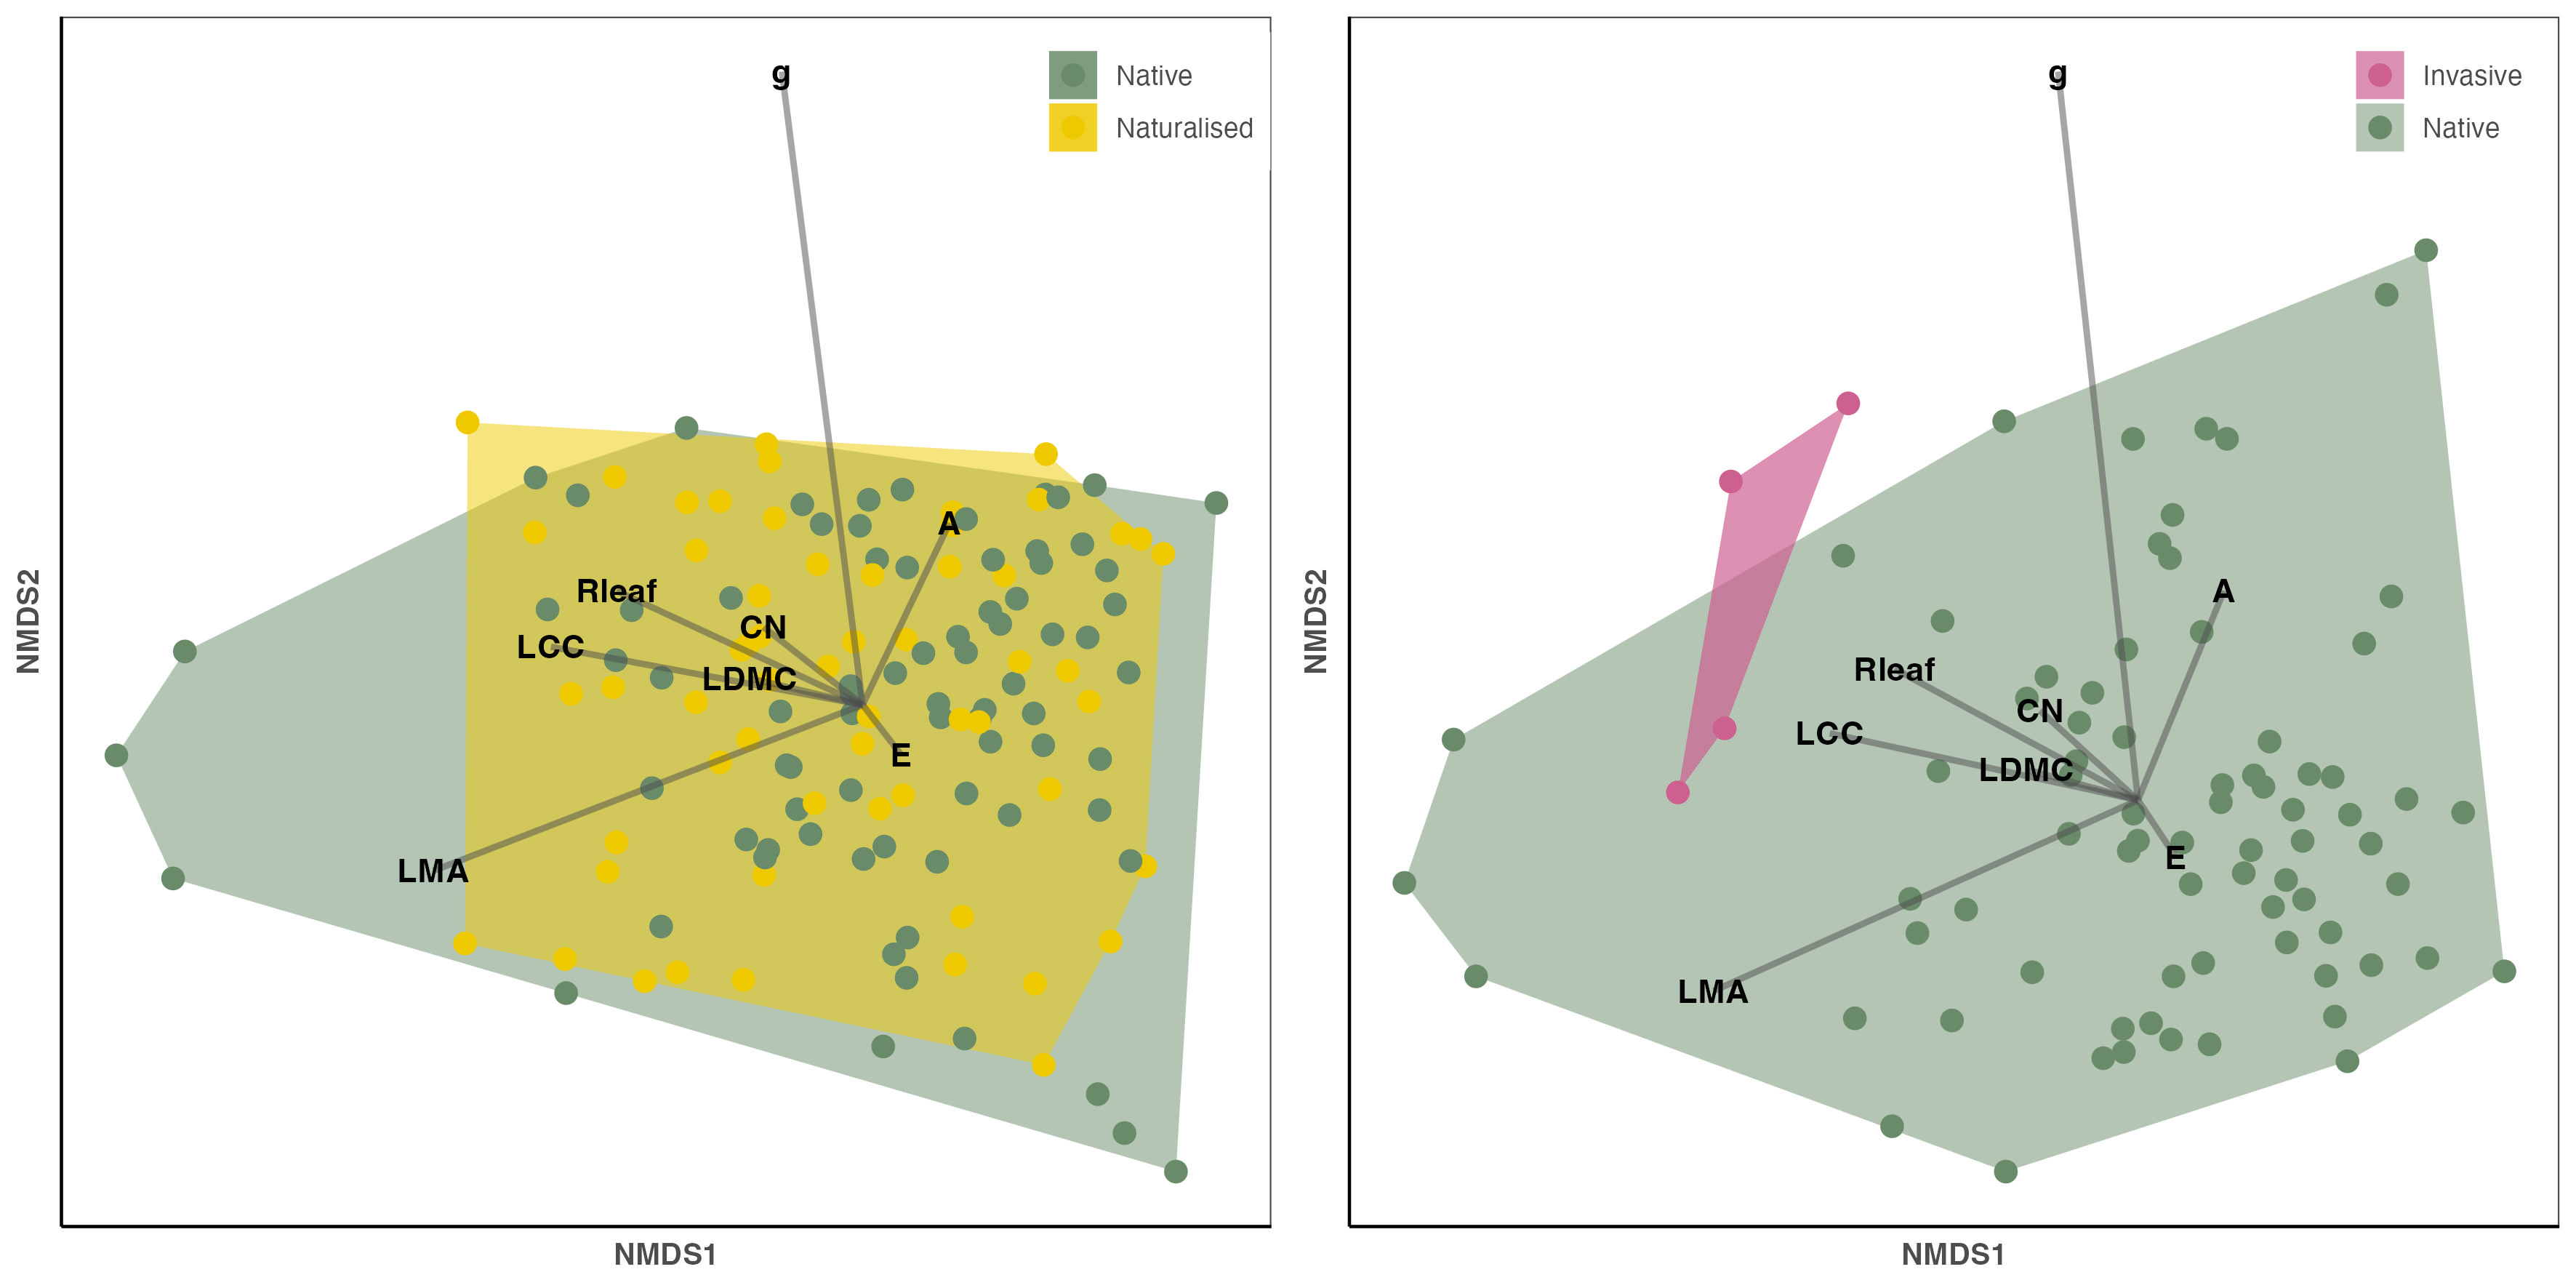 g
Native
Naturalised
A
Rleaf
CN
LCC
LDMC
E
LMA
NMDS2
NMDS1
g
Invasive
Native
A
Rleaf
CN
LCC
LDMC
E
LMA
NMDS2
NMDS1